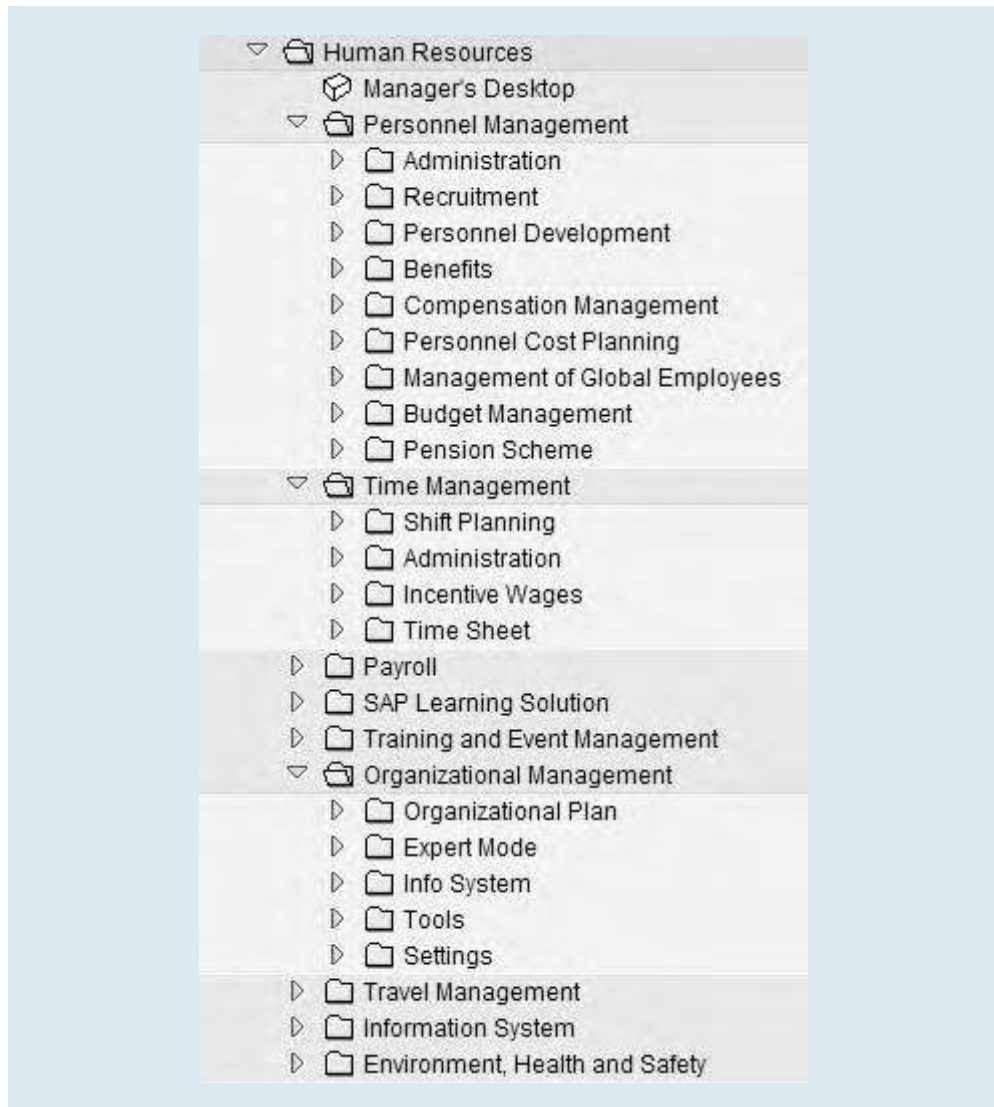 Human Resources
Manager's Desktop
Personnel Management
Administration
Recruitment
Personnel Development
Benefits
Compensation Management
Personnel Cost Planning
Management of Global Employees
Budget Management
Pension Scheme
Time Management
Shift Planning
Administration
Incentive Wages
Time Sheet
Payroll
SAP Learning Solution
Training and Event Management
Organizational Management
Organizational Plan
Expert Mode
Info System
Tools
Settings
Travel Management
Information System
Environment, Health and Safety